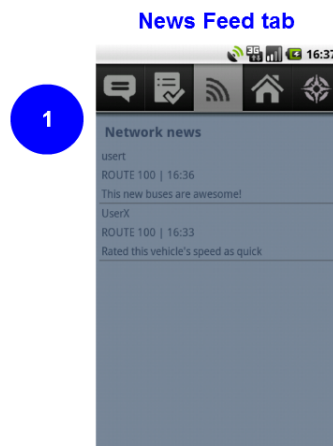 News Feed tab
3G 16:37
1
Network news
usert
ROUTE 100 | 16:36
This new buses are awesome!
UserX
ROUTE 100 | 16:33
Rated this vehicle's speed as quick